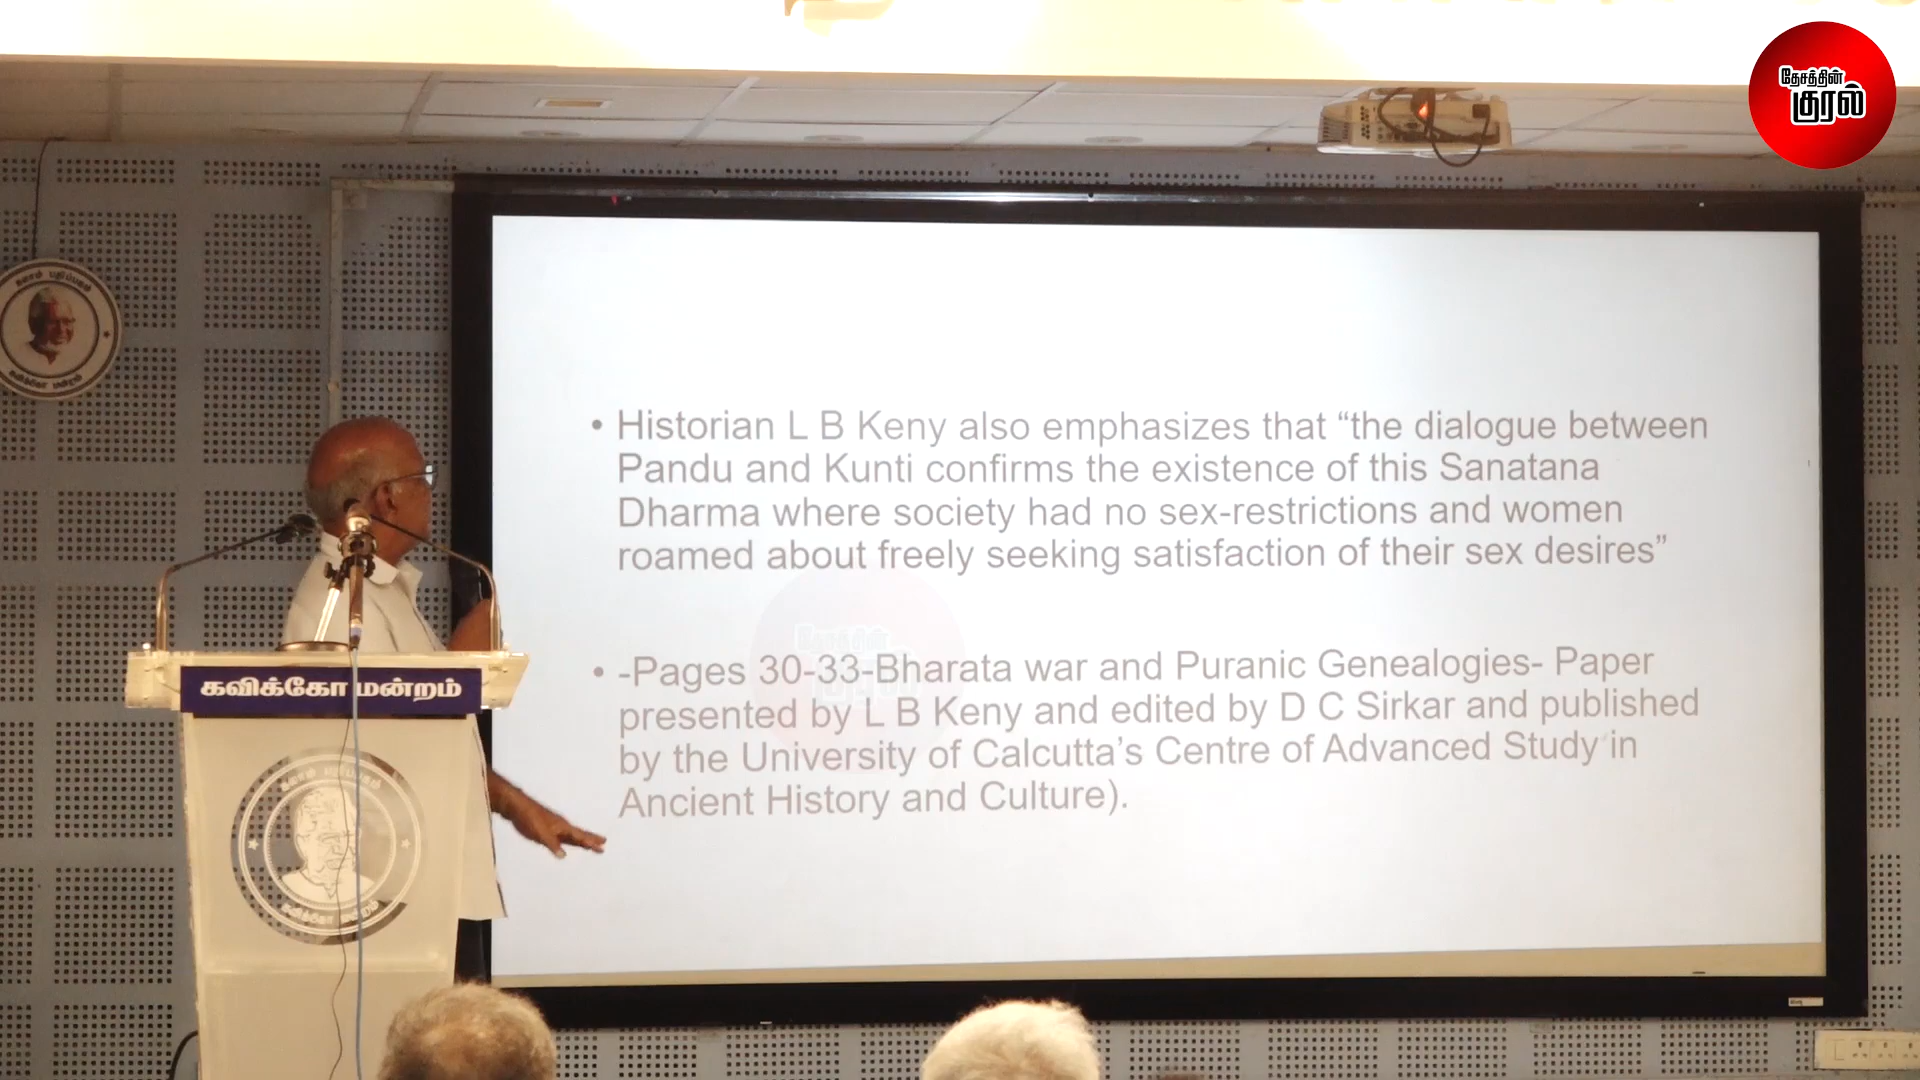 தேசத்தின்
குரல்
• Historian L B Keny also emphasizes that “the dialogue between
Pandu and Kunti confirms the existence of this Sanatana
Dharma where society had no sex-restrictions and women
roamed about freely seeking satisfaction of their sex desires”
• -Pages 30-33-Bharata war and Puranic Genealogies- Paper
presented by L B Keny and edited by D C Sirkar and published
by the University of Calcutta’s Centre of Advanced Study in
Ancient History and Culture).
கவிக்கோ மன்றம்